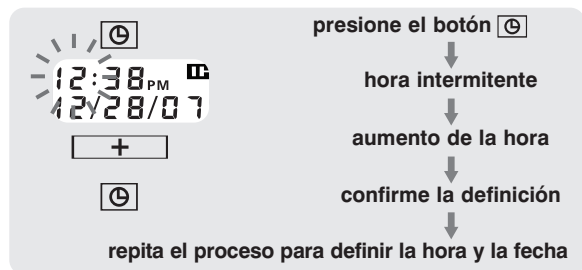 presione el botón
12:38 PM
12/28/07
hora intermitente
+
aumento de la hora
confirme la definición
repita el proceso para definir la hora y la fecha